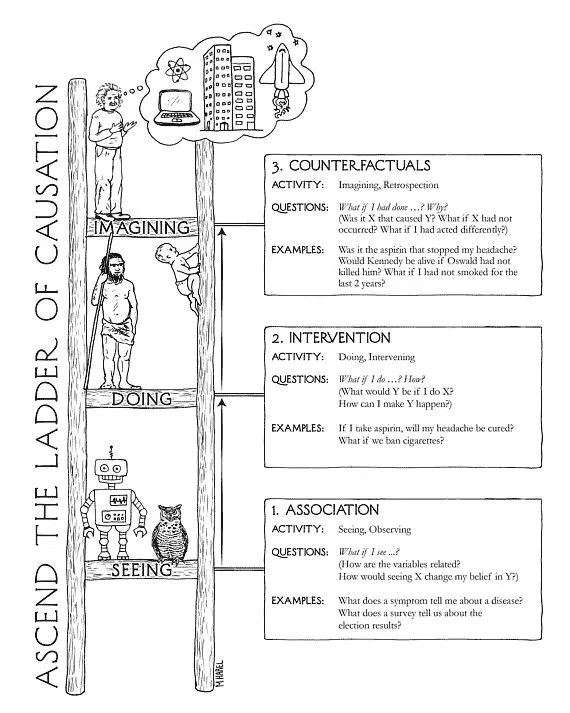 ASCEND THE LADDER OF CAUSATION
IMAGINING
3. COUNTERFACTUALS
ACTIVITY: Imagining, Retrospection
QUESTIONS: What if I had done …? Why?
(Was it X that caused Y? What if X had not
occurred? What if I had acted differently?)
EXAMPLES: Was it the aspirin that stopped my headache?
Would Kennedy be alive if Oswald had not
killed him? What if I had not smoked for the
last 2 years?
DOING
2. INTERVENTION
ACTIVITY: Doing, Intervening
QUESTIONS: What if I do …? How?
(What would Y be if I do X?
How can I make Y happen?)
EXAMPLES: If I take aspirin, will my headache be cured?
What if we ban cigarettes?
SEEING
1. ASSOCIATION
ACTIVITY: Seeing, Observing
QUESTIONS: What if I see ...?
(How are the variables related?
How would seeing X change my belief in Y?)
EXAMPLES: What does a symptom tell me about a disease?
What does a survey tell us about the
election results?
M HAREL